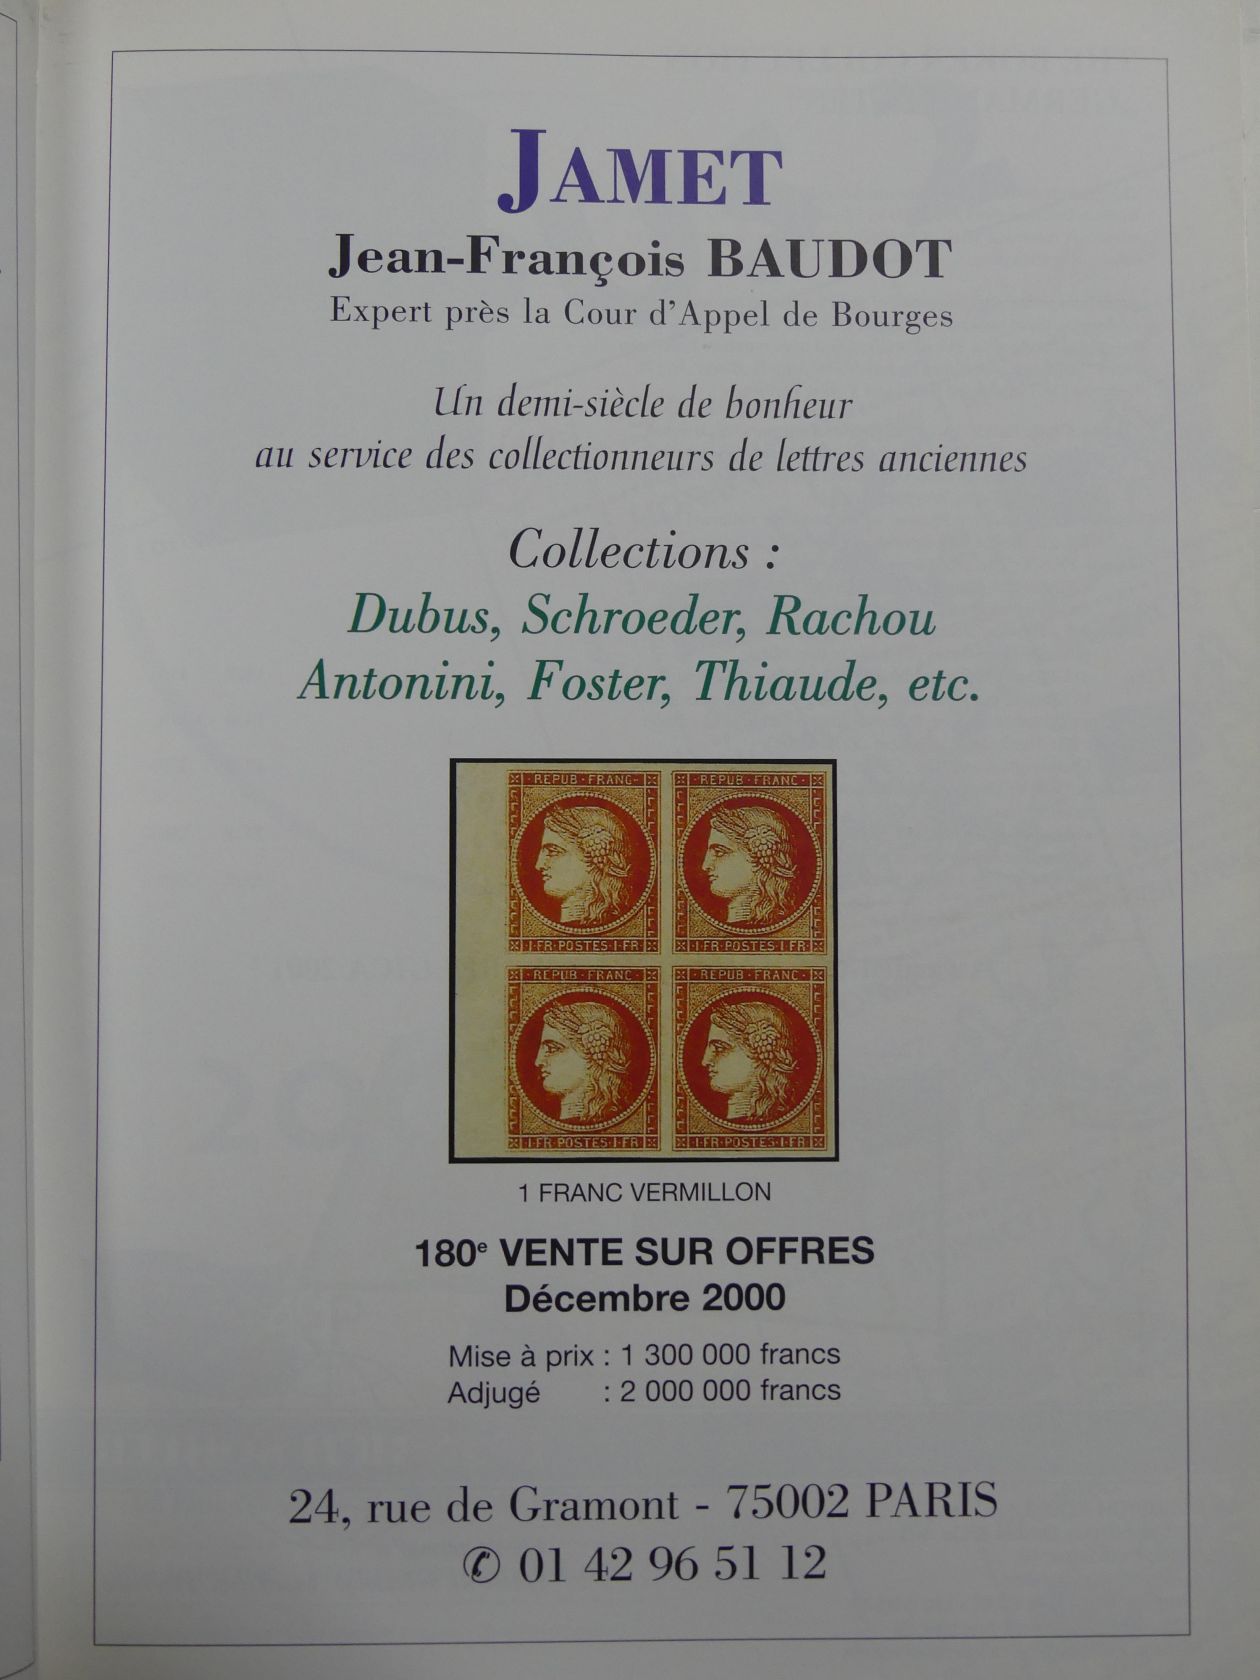 JAMET
Jean-François BAUDOT
Expert près la Cour d'Appel de Bourges
Un demi-siècle de bonheur
au service des collectionneurs de lettres anciennes
Collections :
Dubus, Schroeder, Rachou
Antonini, Foster, Thiaude, etc.
REPUB·FRANC· REPUB·FRANC·
1·FR·POSTES·1·FR 1·FR·POSTES·1·FR
·REPUB·FRANC· ·REPUB·FRANC·
1·FR·POSTES·1·FR 1·FR·POSTES·1·FR
1 FRANC VERMILLON
180e VENTE SUR OFFRES
Décembre 2000
Mise à prix : 1 300 000 francs
Adjugé : 2 000 000 francs
24, rue de Gramont - 75002 PARIS
✆ 01 42 96 51 12